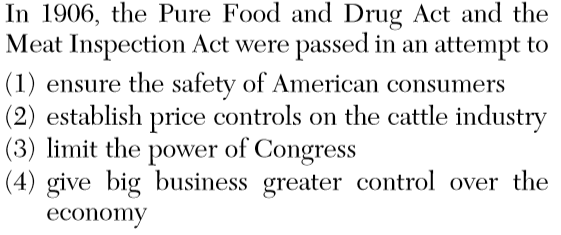 In 1906, the Pure Food and Drug Act and the
Meat Inspection Act were passed in an attempt to
(1) ensure the safety of American consumers
(2) establish price controls on the cattle industry
(3) limit the power of Congress
(4) give big business greater control over the
economy